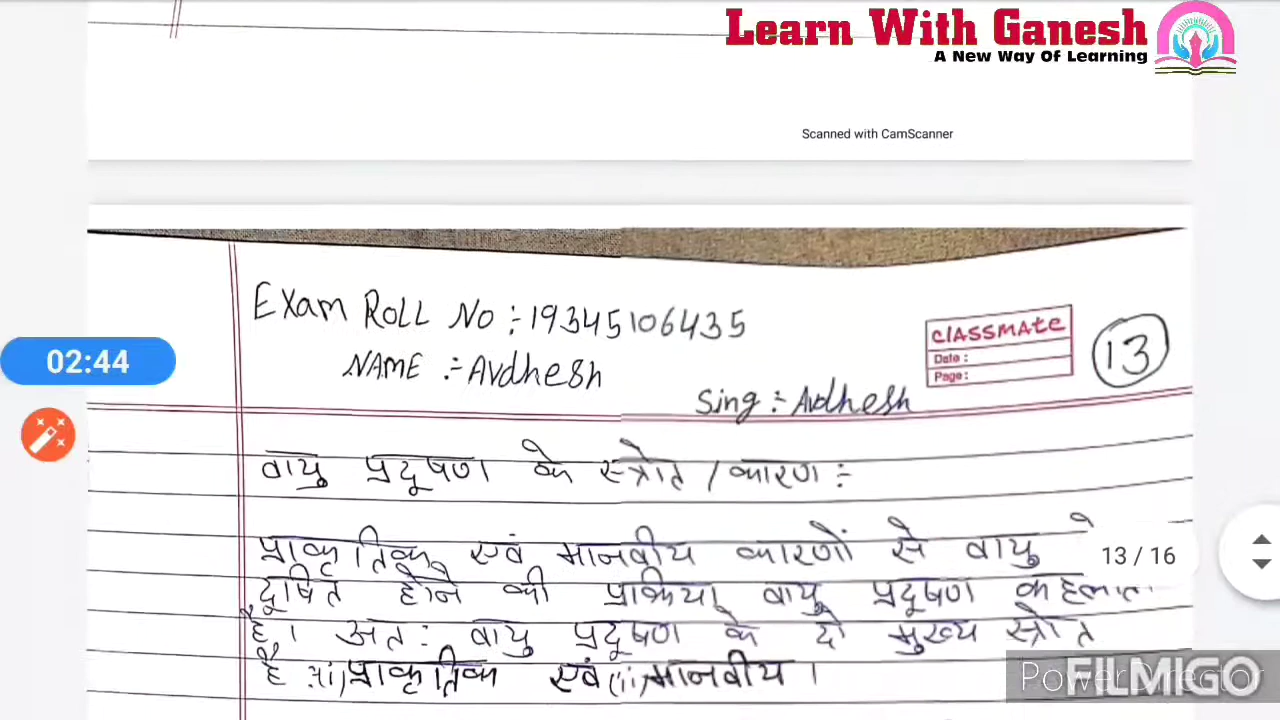 Learn With Ganesh
A New Way Of Learning
Scanned with CamScanner
Exam Roll No :- 19345106435
NAME :- Avdhesh
Sing :- Avdhesh
CLASSMATE
Date :
Page :
13
02:44
वायु प्रदूषण के स्त्रोत / कारण :-
प्राकृतिक एवं मानवीय कारणों से वायु के
दूषित होने की प्रक्रिया वायु प्रदूषण कहलाता
है। अत: वायु प्रदूषण के दो मुख्य स्त्रोत
है :- (i) प्राकृतिक एवं (ii) मानवीय ।
13 / 16
PowerDirector
FILMIGO